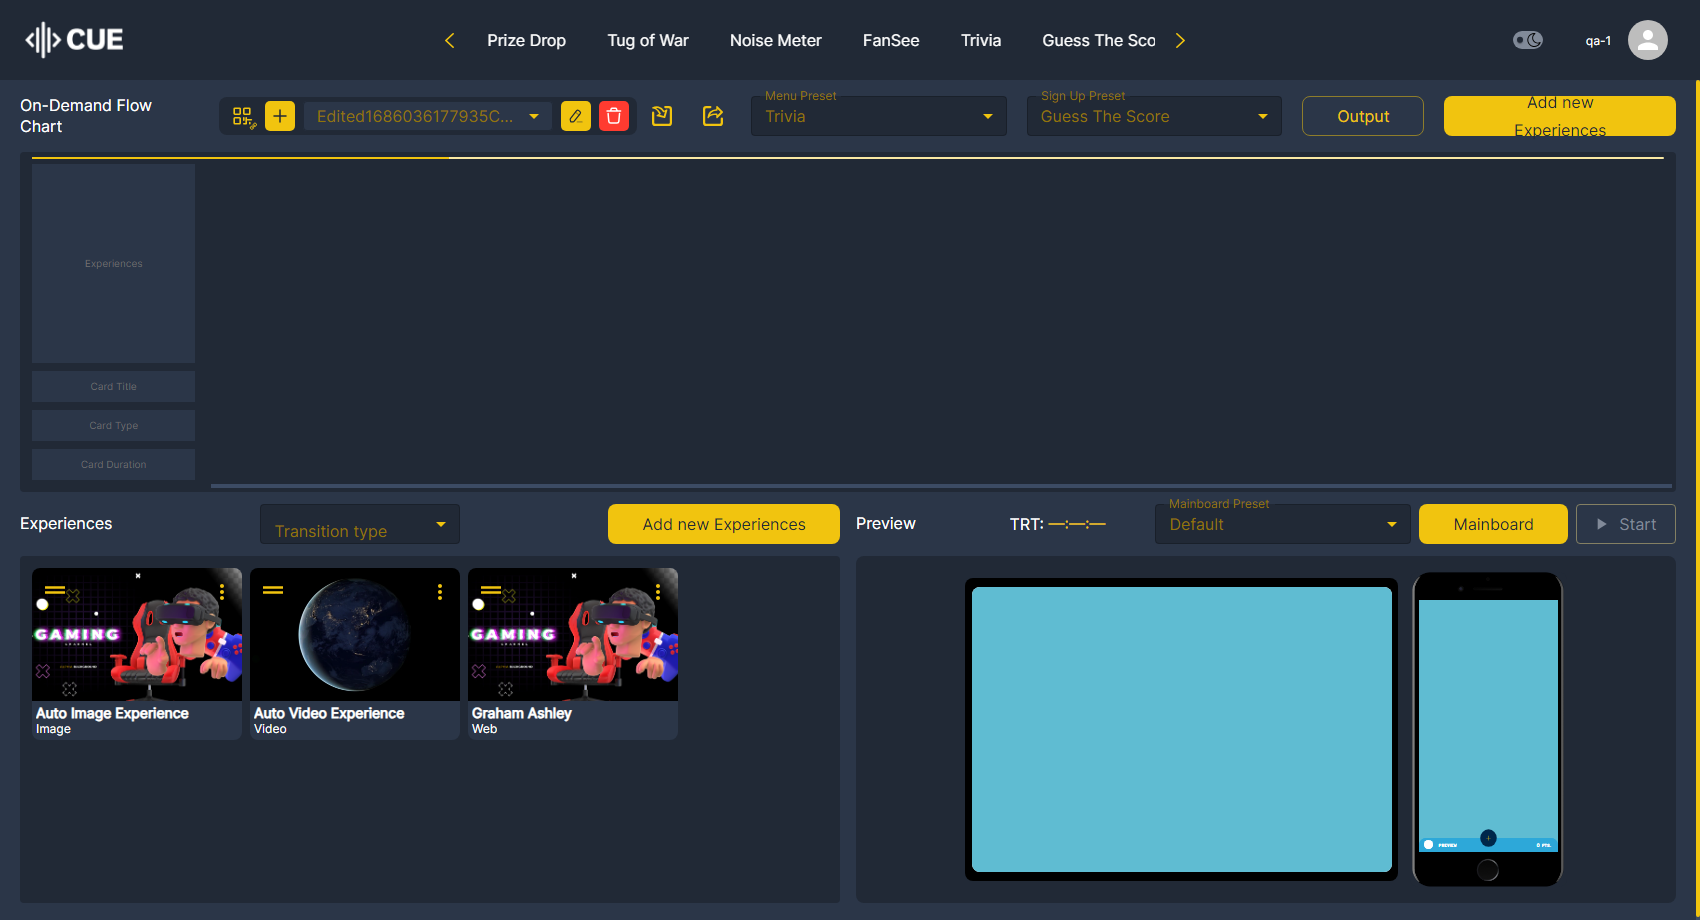 CUE
Prize Drop
Tug of War
Noise Meter
FanSee
Trivia
Guess The Sco
qa-1
On-Demand Flow
Chart
Edited1686036177935C...
Menu Preset
Trivia
Sign Up Preset
Guess The Score
Output
Add new
Experiences
Experiences
Card Title
Card Type
Card Duration
Experiences
Transition type
Add new Experiences
Preview
TRT: —:—:—
Mainboard Preset
Default
Mainboard
Start
GAMING
GAMING
Auto Image Experience
Image
Auto Video Experience
Video
Graham Ashley
Web
PREVIEW
0 PTS.